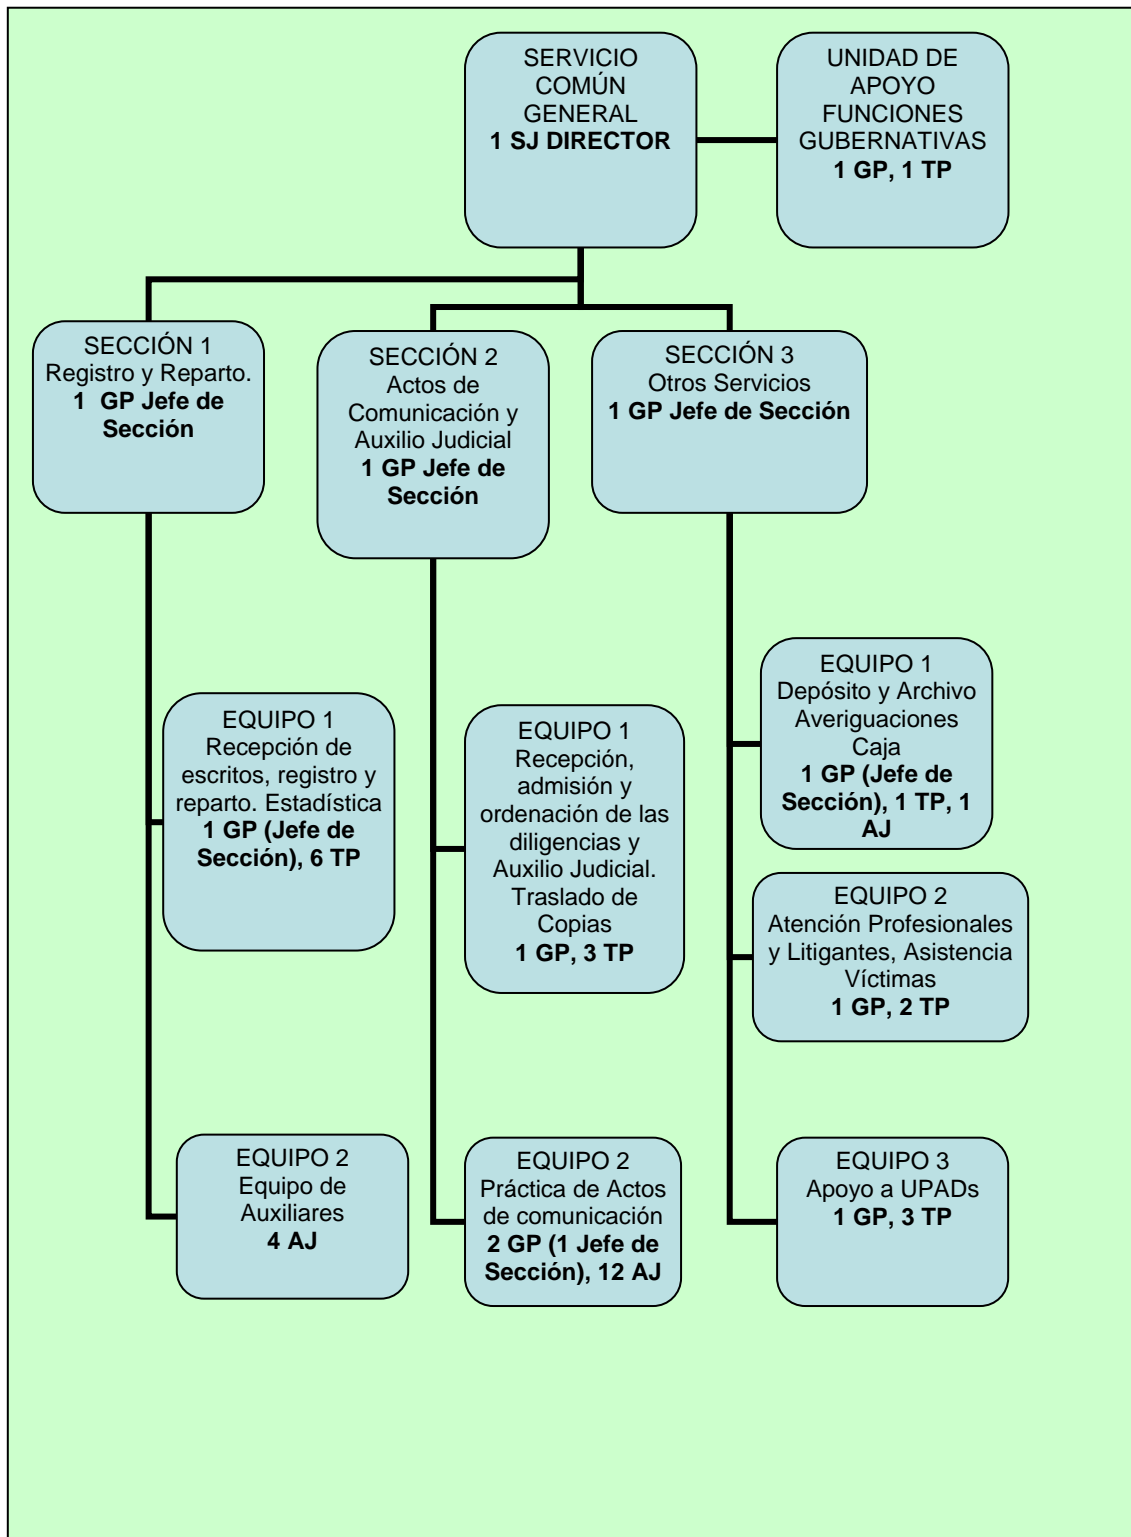 SERVICIO
COMÚN
GENERAL
1 SJ DIRECTOR
UNIDAD DE
APOYO
FUNCIONES
GUBERNATIVAS
1 GP, 1 TP
SECCIÓN 1
Registro y Reparto.
1 GP Jefe de
Sección
SECCIÓN 2
Actos de
Comunicación y
Auxilio Judicial
1 GP Jefe de
Sección
SECCIÓN 3
Otros Servicios
1 GP Jefe de Sección
EQUIPO 1
Recepción de
escritos, registro y
reparto. Estadística
1 GP (Jefe de
Sección), 6 TP
EQUIPO 1
Recepción,
admisión y
ordenación de las
diligencias y
Auxilio Judicial.
Traslado de
Copias
1 GP, 3 TP
EQUIPO 1
Depósito y Archivo
Averiguaciones
Caja
1 GP (Jefe de
Sección), 1 TP, 1
AJ
EQUIPO 2
Atención Profesionales
y Litigantes, Asistencia
Víctimas
1 GP, 2 TP
EQUIPO 2
Equipo de
Auxiliares
4 AJ
EQUIPO 2
Práctica de Actos
de comunicación
2 GP (1 Jefe de
Sección), 12 AJ
EQUIPO 3
Apoyo a UPADs
1 GP, 3 TP